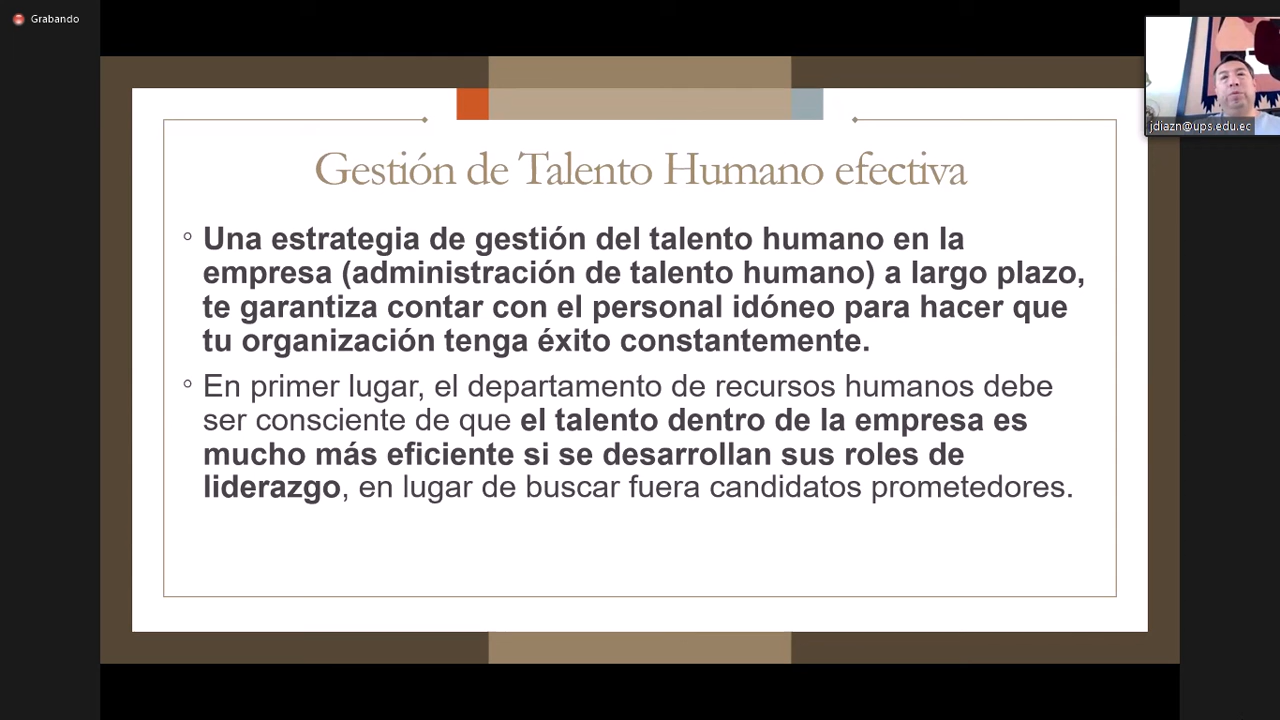 Grabando
jdiazn@ups.edu.ec
Gestión de Talento Humano efectiva
◦ Una estrategia de gestión del talento humano en la
empresa (administración de talento humano) a largo plazo,
te garantiza contar con el personal idóneo para hacer que
tu organización tenga éxito constantemente.
◦ En primer lugar, el departamento de recursos humanos debe
ser consciente de que el talento dentro de la empresa es
mucho más eficiente si se desarrollan sus roles de
liderazgo, en lugar de buscar fuera candidatos prometedores.